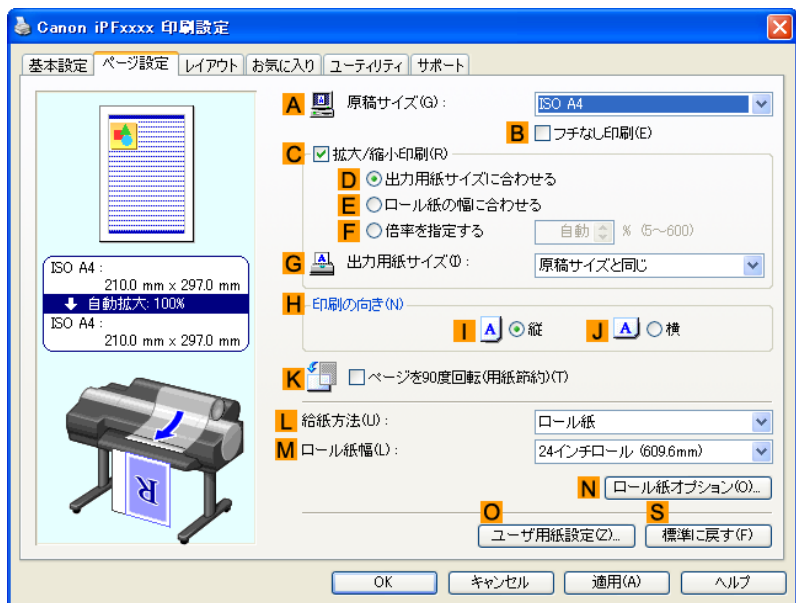 Canon iPFxxxx 印刷設定
基本設定 ページ設定 レイアウト お気に入り ユーティリティ サポート
A 原稿サイズ(G): ISO A4
B フチなし印刷(E)
C 拡大/縮小印刷(R)
D 出力用紙サイズに合わせる
E ロール紙の幅に合わせる
F 倍率を指定する 自動 % (5～600)
G 出力用紙サイズ(I): 原稿サイズと同じ
H 印刷の向き(N)
I A 縦 J A 横
K ページを90度回転(用紙節約)(T)
L 給紙方法(U): ロール紙
M ロール紙幅(L): 24インチロール (609.6mm)
N ロール紙オプション(O)...
O S
ユーザ用紙設定(Z)... 標準に戻す(F)
ISO A4 :
210.0 mm x 297.0 mm
自動拡大: 100%
ISO A4 :
210.0 mm x 297.0 mm
R
OK キャンセル 適用(A) ヘルプ